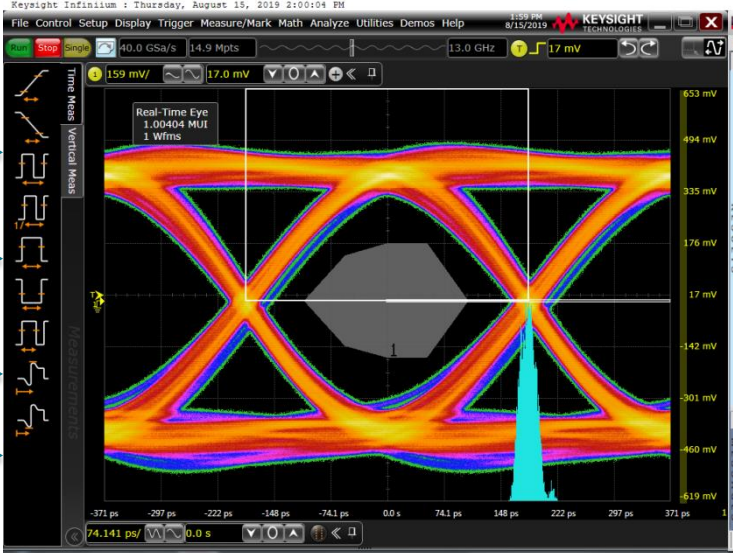 Keysight Infiniium : Thursday, August 15, 2019 2:00:04 PM
File Control Setup Display Trigger Measure/Mark Math Analyze Utilities Demos Help
1:59 PM
8/15/2019
KEYSIGHT
TECHNOLOGIES
Run Stop Single 40.0 GSa/s 14.9 Mpts 13.0 GHz T 17 mV
1 159 mV/ 17.0 mV
Time Meas
Vertical Meas
Measurements
Real-Time Eye
1.00404 MUI
1 Wfms
653 mV
494 mV
335 mV
176 mV
17 mV
-142 mV
-301 mV
-460 mV
-619 mV
1
-371 ps -297 ps -222 ps -148 ps -74.1 ps 0.0 s 74.1 ps 148 ps 222 ps 297 ps 371 ps 1
74.141 ps/ 0.0 s